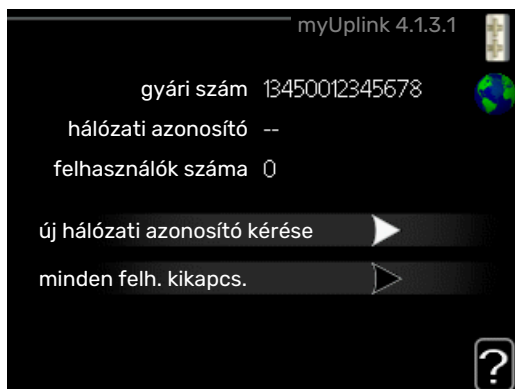 myUplink 4.1.3.1
gyári szám 13450012345678
hálózati azonosító --
felhasználók száma 0
új hálózati azonosító kérése
minden felh. kikapcs.
?